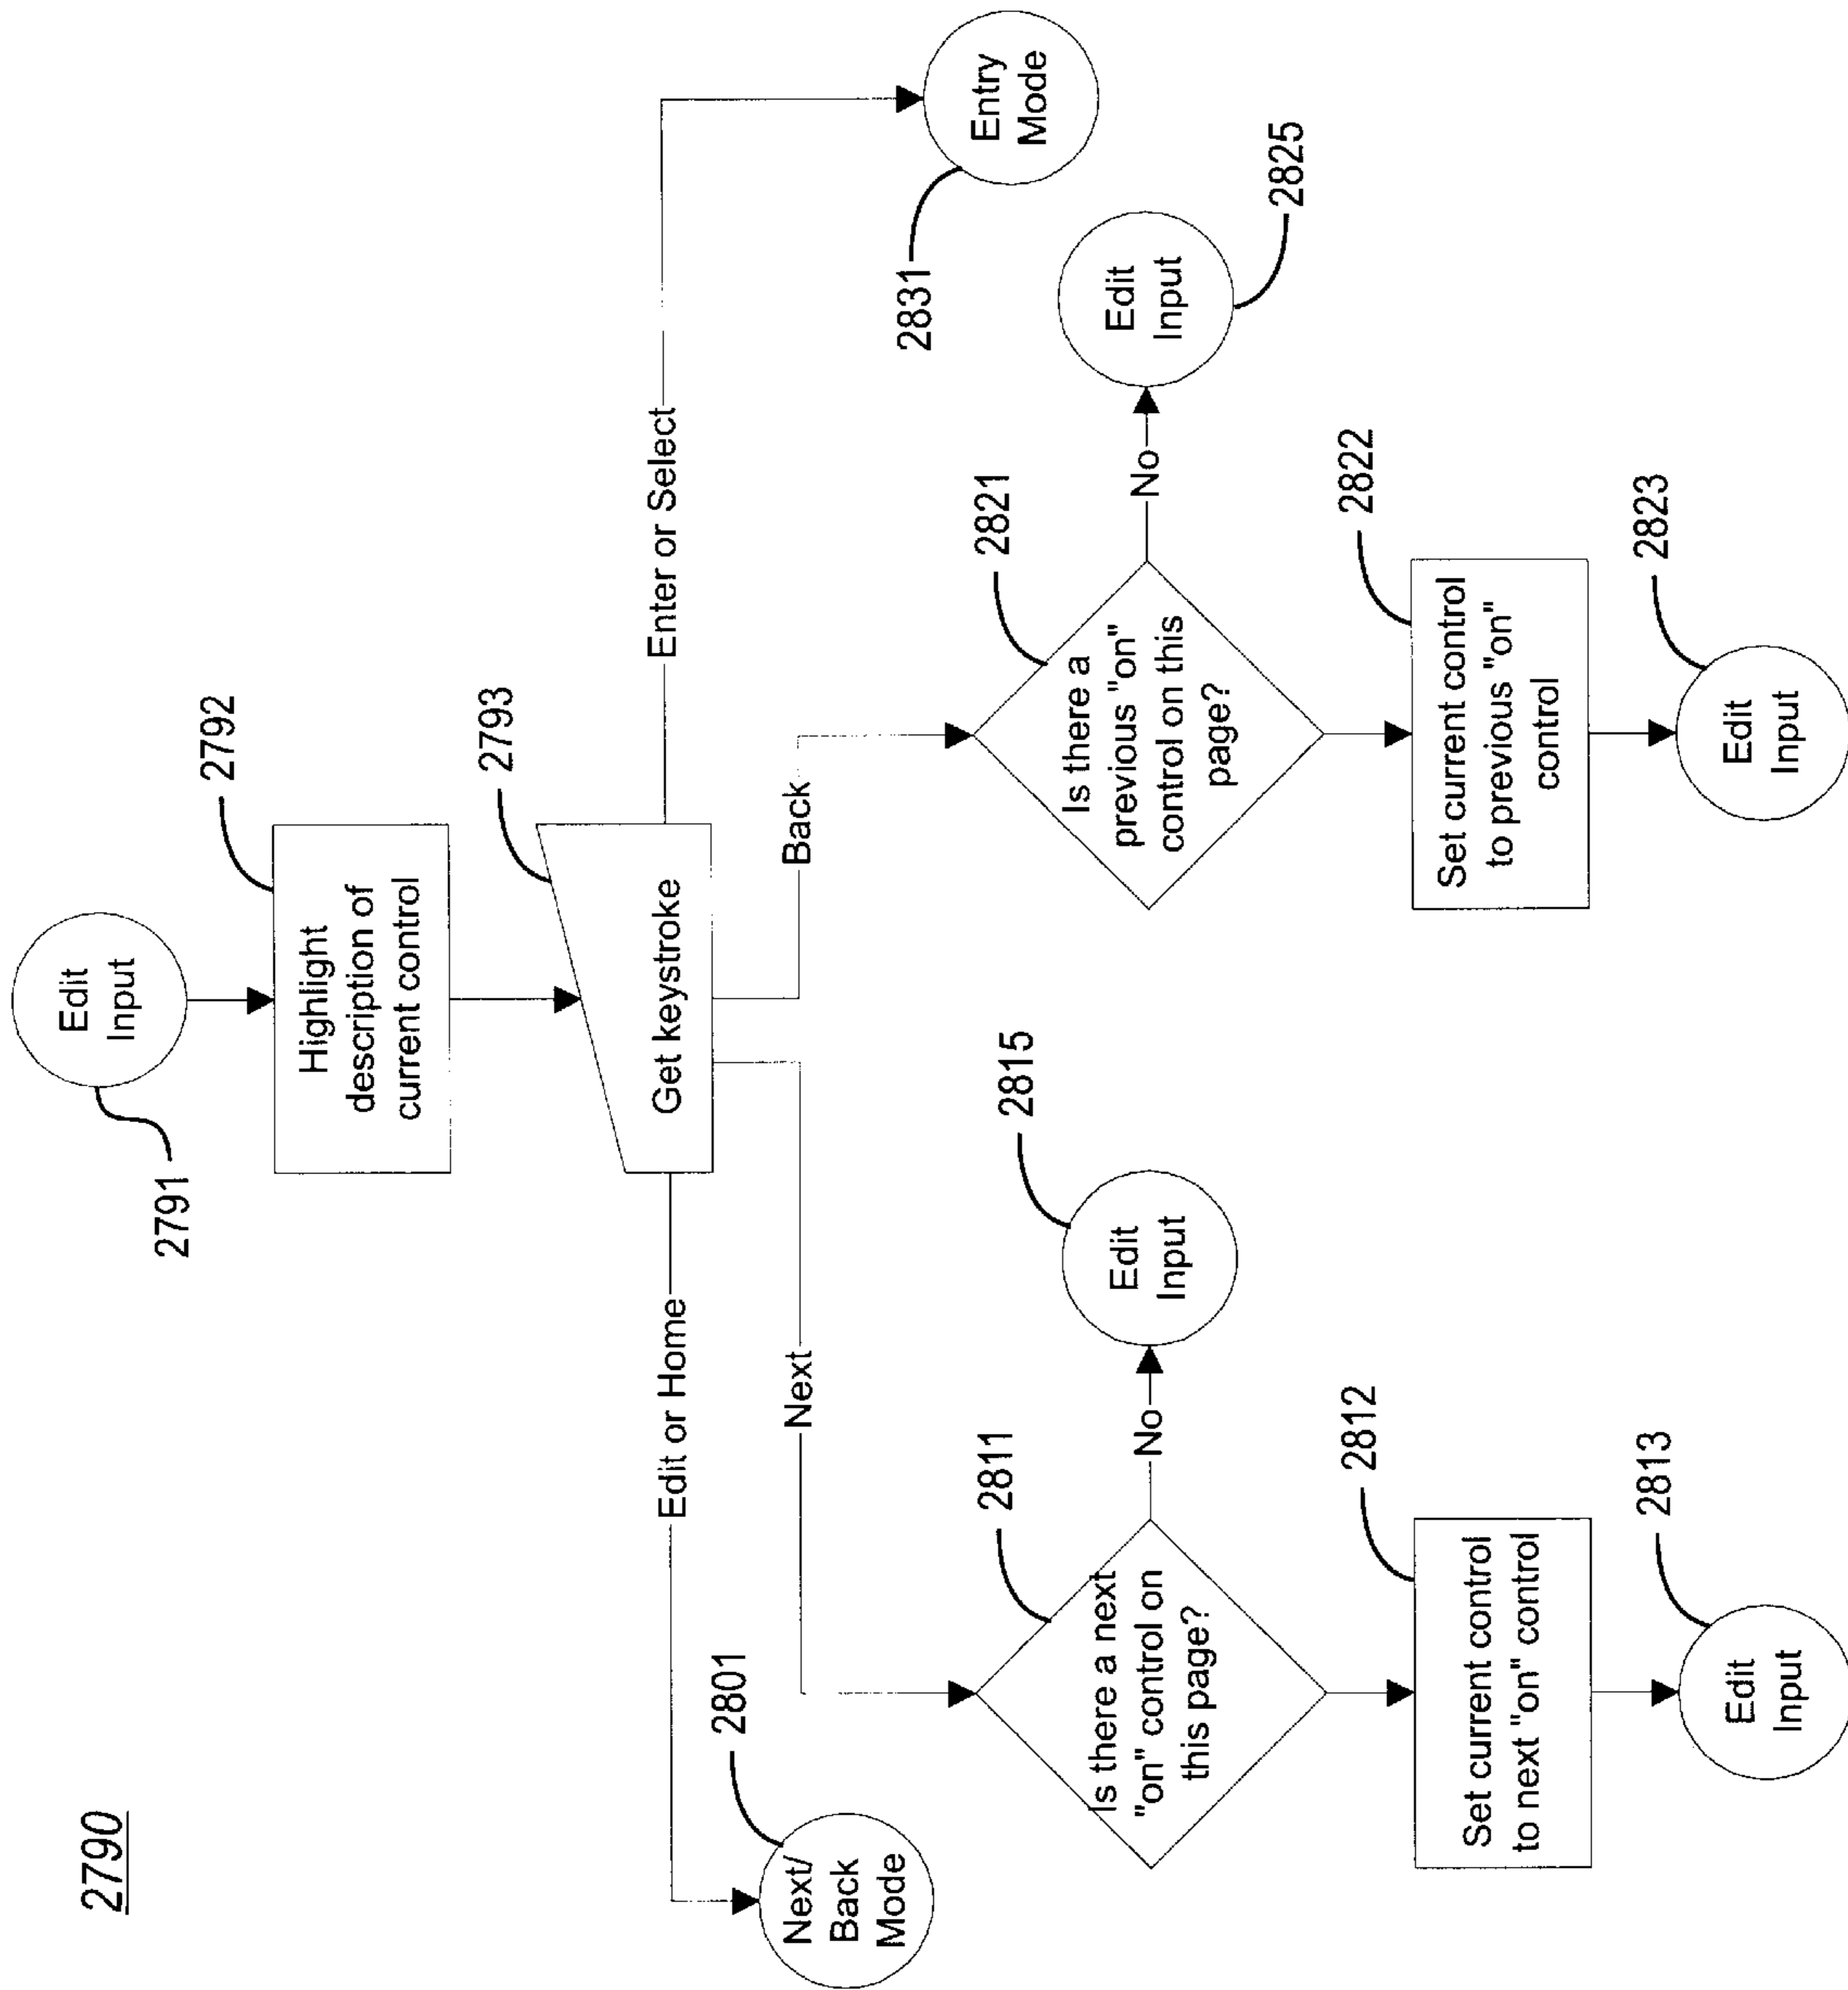 2790
Edit
Input
2791
Highlight
description of
current control
2792
Get keystroke
2793
Edit or Home
Next/
Back
Mode
2801
Next
Is there a next
"on" control on
this page?
2811
No
Edit
Input
2815
Set current control
to next "on" control
2812
Edit
Input
2813
Back
Is there a
previous "on"
control on this
page?
2821
No
Edit
Input
2825
Set current control
to previous "on"
control
2822
Edit
Input
2823
Enter or Select
Entry
Mode
2831